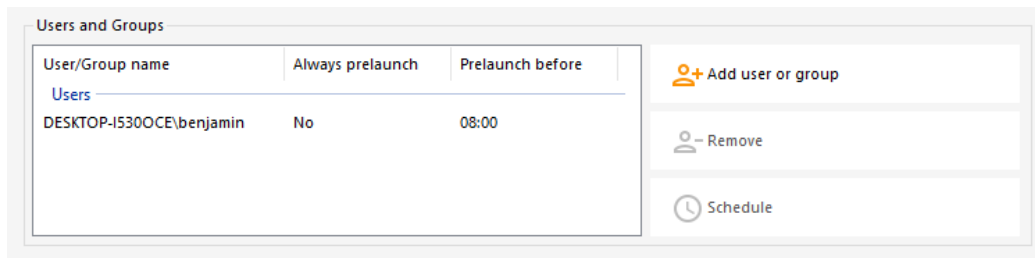 Users and Groups
User/Group name Always prelaunch Prelaunch before
Users
DESKTOP-I530OCE\benjamin No 08:00
Add user or group
Remove
Schedule